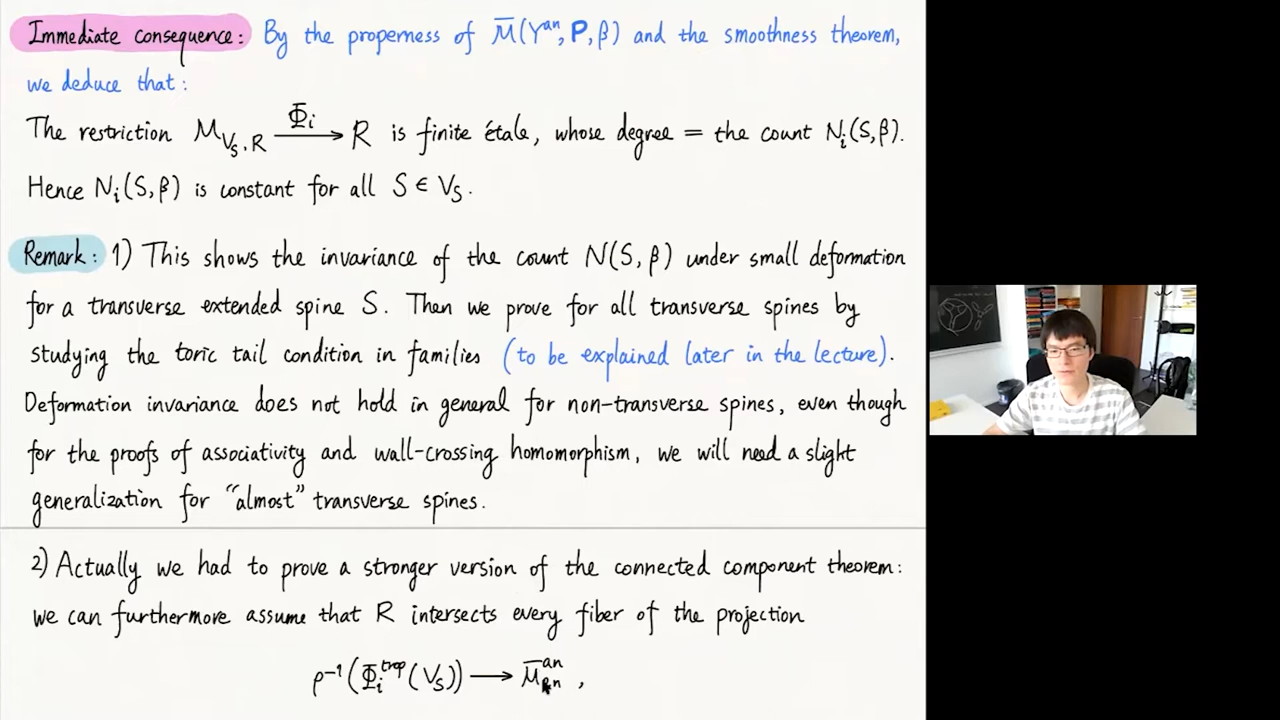 Immediate consequence: By the properness of M̄(Yᵃⁿ, P, β) and the smoothness theorem,
we deduce that:
The restriction M_{V_S, R} —Φ_i→ R is finite étale, whose degree = the count N_i(S, β).
Hence N_i(S, β) is constant for all S ∈ V_S.
Remark: 1) This shows the invariance of the count N(S, β) under small deformation
for a transverse extended spine S. Then we prove for all transverse spines by
studying the toric tail condition in families (to be explained later in the lecture).
Deformation invariance does not hold in general for non-transverse spines, even though
for the proofs of associativity and wall-crossing homomorphism, we will need a slight
generalization for "almost" transverse spines.
2) Actually we had to prove a stronger version of the connected component theorem:
we can furthermore assume that R intersects every fiber of the projection
ρ⁻¹(Φ_i^{trop}(V_S)) → M̄^{an},